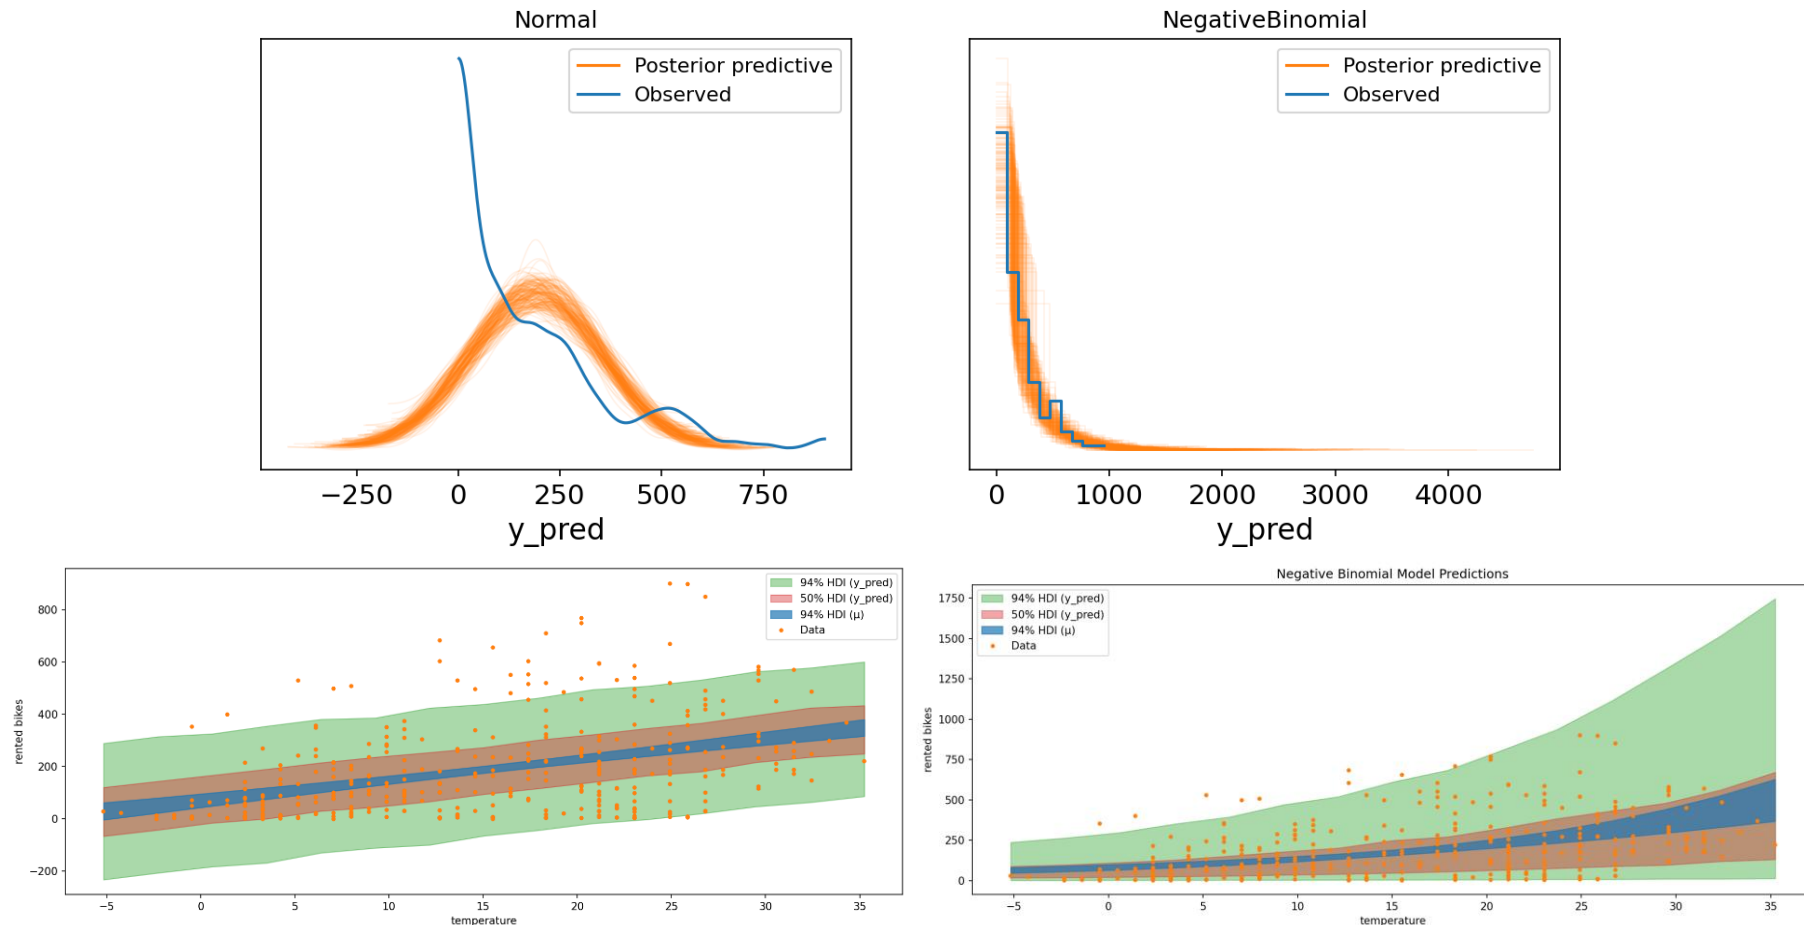 Normal
Posterior predictive
Observed
−250 0 250 500 750
y_pred
NegativeBinomial
Posterior predictive
Observed
0 1000 2000 3000 4000
y_pred
94% HDI (y_pred)
50% HDI (y_pred)
94% HDI (μ)
Data
800
600
400
200
0
−200
rented bikes
−5 0 5 10 15 20 25 30 35
temperature
Negative Binomial Model Predictions
94% HDI (y_pred)
50% HDI (y_pred)
94% HDI (μ)
Data
1750
1500
1250
1000
750
500
250
0
rented bikes
−5 0 5 10 15 20 25 30 35
temperature